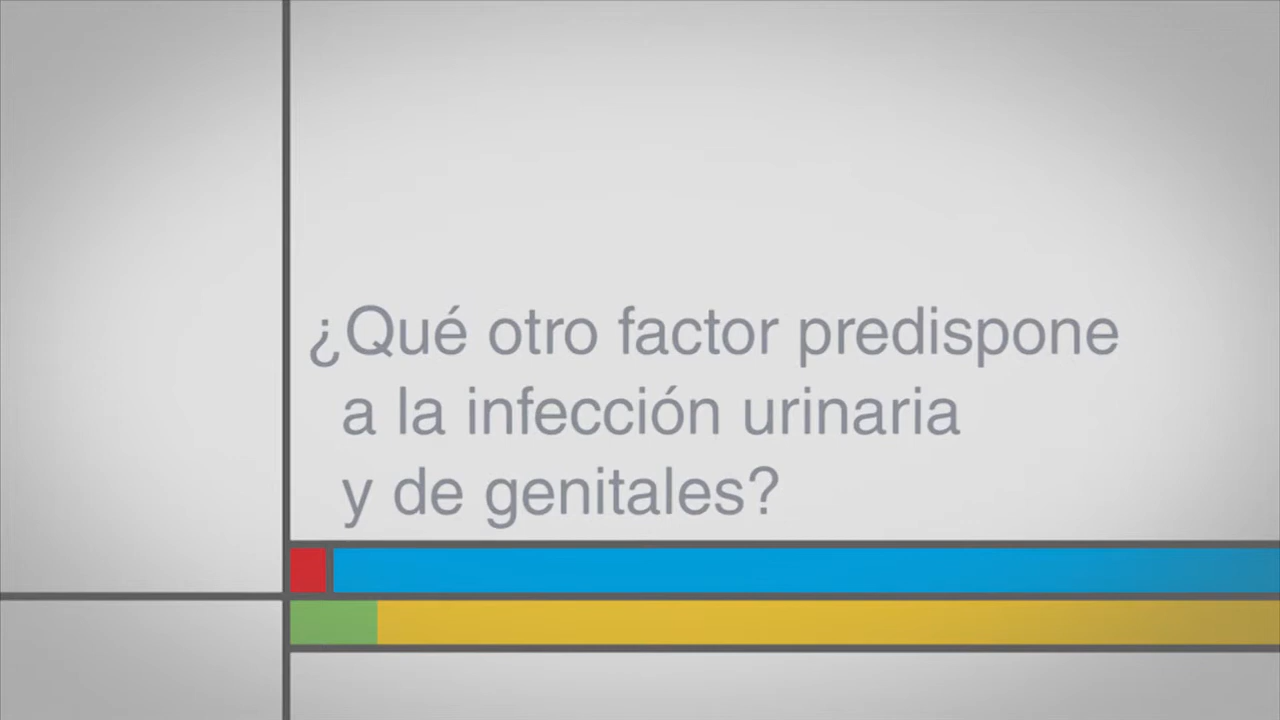 ¿Qué otro factor predispone
a la infección urinaria
y de genitales?